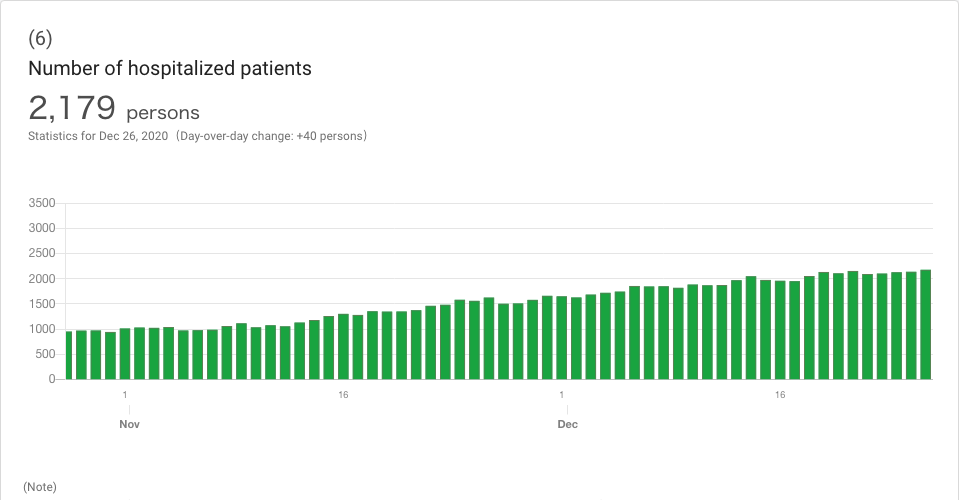 (6)
Number of hospitalized patients
2,179 persons
Statistics for Dec 26, 2020（Day-over-day change: +40 persons）
3500
3000
2500
2000
1500
1000
500
0
1 16 1 16
Nov Dec
(Note)